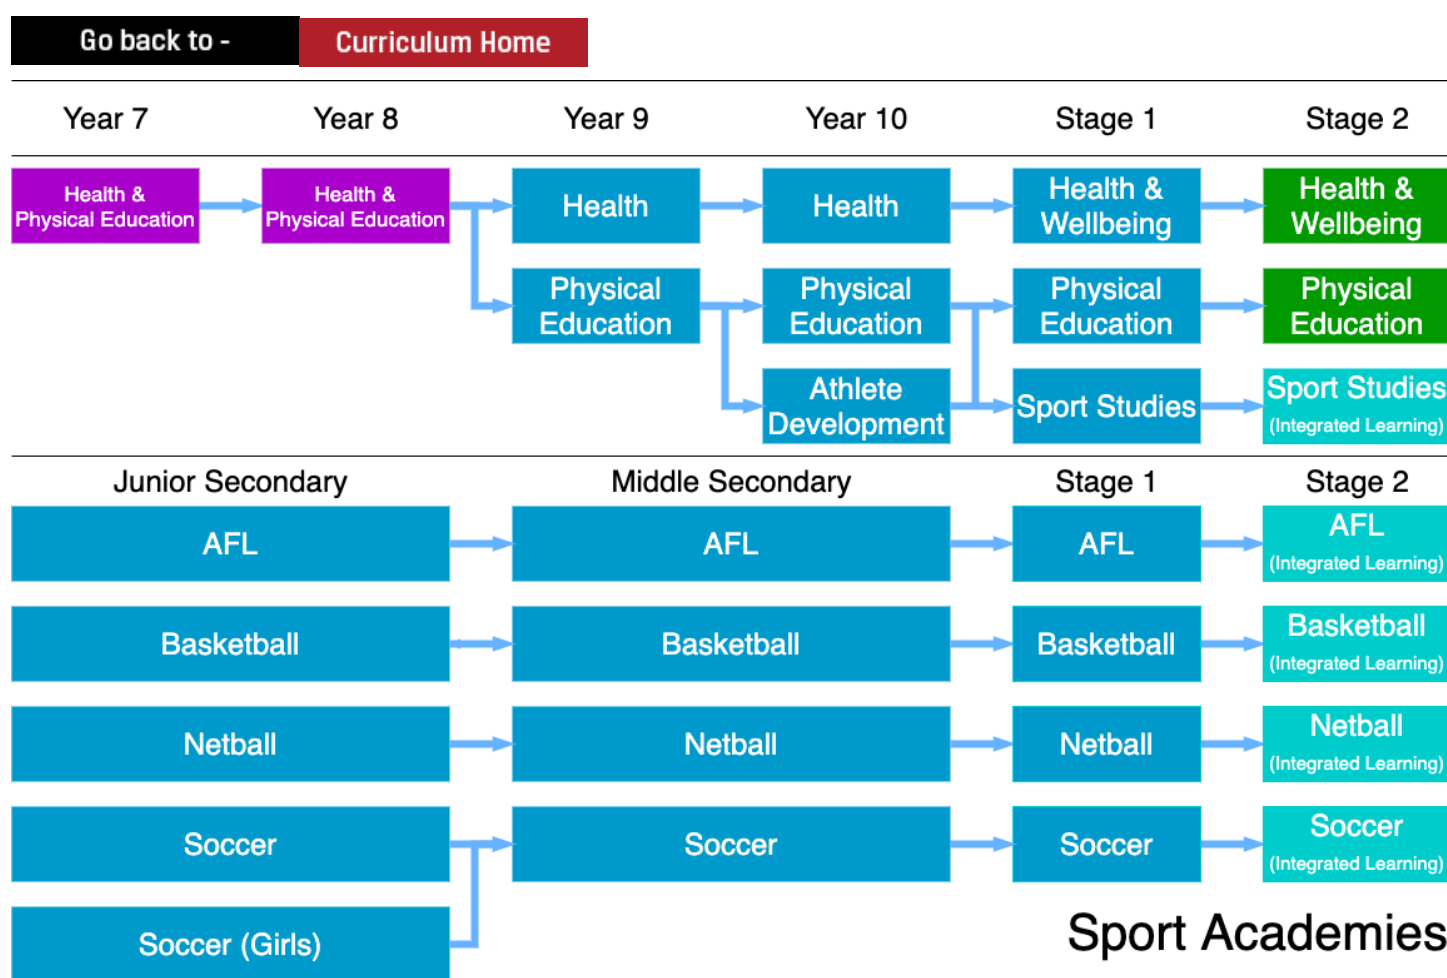 Go back to -
Curriculum Home
Year 7
Year 8
Year 9
Year 10
Stage 1
Stage 2
Health &
Physical Education
Health &
Physical Education
Health
Health
Health &
Wellbeing
Health &
Wellbeing
Physical
Education
Physical
Education
Physical
Education
Physical
Education
Athlete
Development
Sport Studies
Sport Studies
(Integrated Learning)
Junior Secondary
Middle Secondary
Stage 1
Stage 2
AFL
AFL
AFL
AFL
(Integrated Learning)
Basketball
Basketball
Basketball
Basketball
(Integrated Learning)
Netball
Netball
Netball
Netball
(Integrated Learning)
Soccer
Soccer
Soccer
Soccer
(Integrated Learning)
Soccer (Girls)
Sport Academies